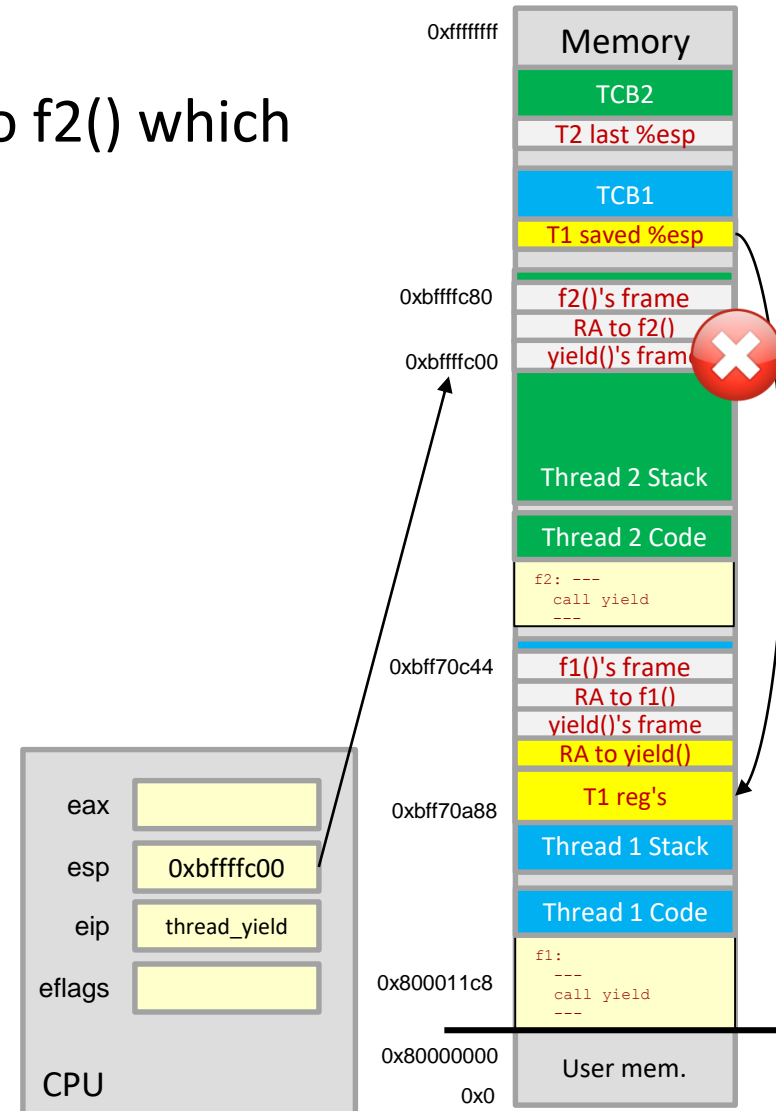 0xffffffff
Memory
TCB2
o f2() which
T2 last %esp
TCB1
T1 saved %esp
0xbffffc80
f2()'s frame
RA to f2()
0xbffffc00
yield()'s fram
Thread 2 Stack
Thread 2 Code
f2: ---
call yield
---
0xbff70c44
f1()'s frame
RA to f1()
yield()'s frame
RA to yield()
T1 reg's
0xbff70a88
Thread 1 Stack
Thread 1 Code
f1:
---
call yield
---
0x800011c8
0x80000000
User mem.
0x0
eax
esp
0xbffffc00
eip
thread_yield
eflags
CPU